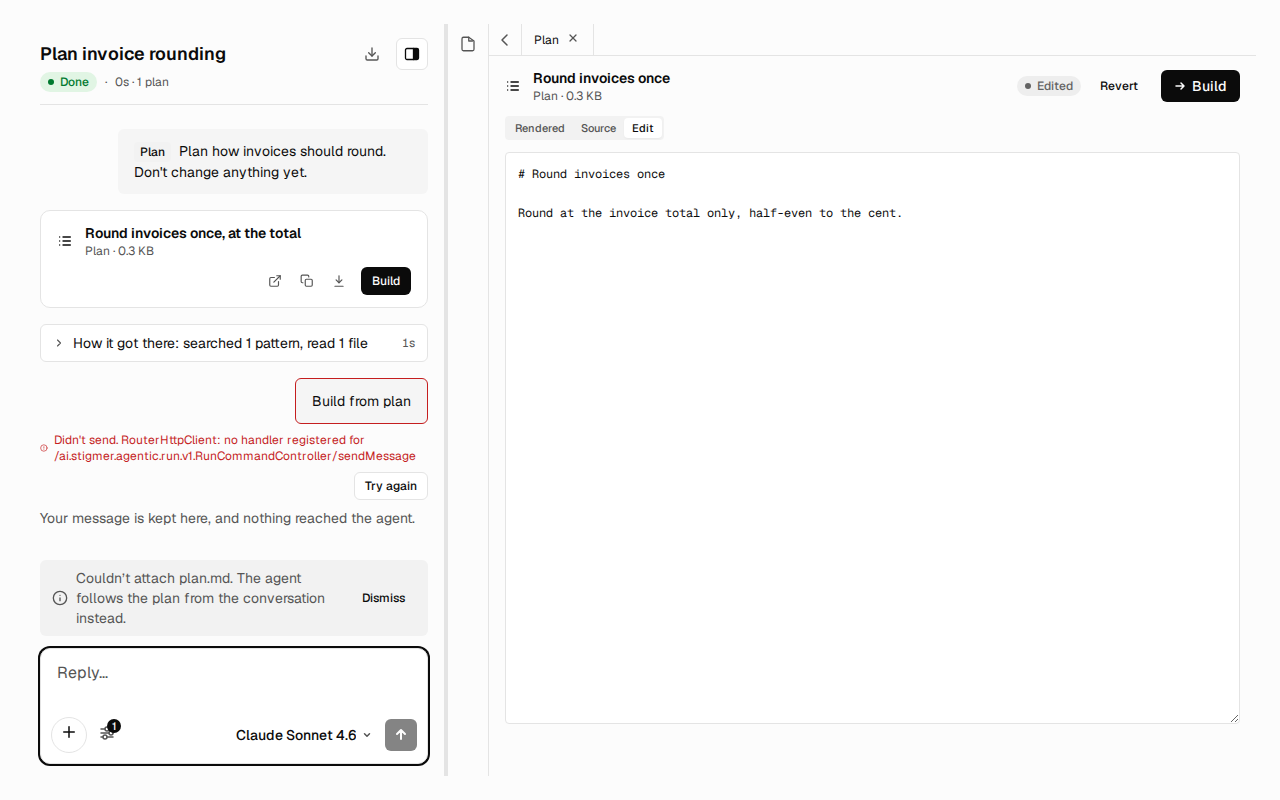 Plan invoice rounding
Done · 0s · 1 plan
Plan Plan how invoices should round.
Don't change anything yet.
Round invoices once, at the total
Plan · 0.3 KB
Build
How it got there: searched 1 pattern, read 1 file 1s
Build from plan
Didn't send. RouterHttpClient: no handler registered for
/ai.stigmer.agentic.run.v1.RunCommandController/sendMessage
Try again
Your message is kept here, and nothing reached the agent.
Couldn't attach plan.md. The agent
follows the plan from the conversation
instead.
Dismiss
Reply...
1
Claude Sonnet 4.6
Plan
Round invoices once
Plan · 0.3 KB
Edited Revert Build
Rendered Source Edit
# Round invoices once
Round at the invoice total only, half-even to the cent.